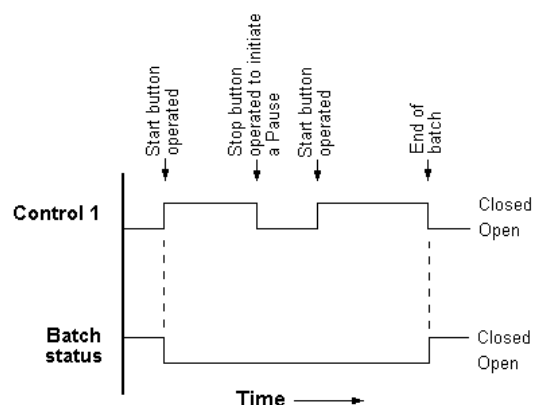 Start button
operated
Stop button
operated to initiate
a Pause
Start button
operated
End of
batch
Control 1
Closed
Open
Batch
status
Closed
Open
Time